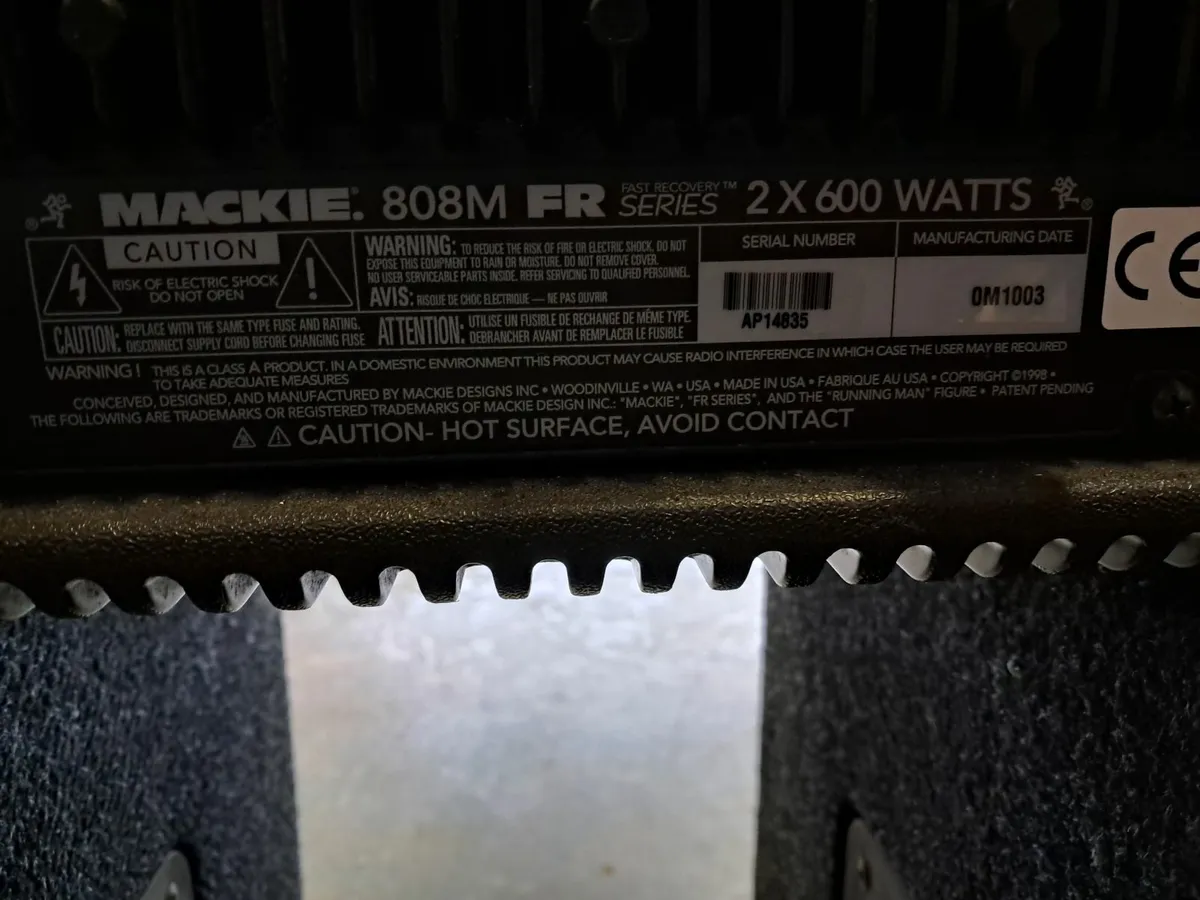 MACKIE. 808M FR FAST RECOVERY™ SERIES 2 X 600 WATTS
CAUTION
RISK OF ELECTRIC SHOCK
DO NOT OPEN
WARNING: TO REDUCE THE RISK OF FIRE OR ELECTRIC SHOCK, DO NOT
EXPOSE THIS EQUIPMENT TO RAIN OR MOISTURE. DO NOT REMOVE COVER.
NO USER SERVICEABLE PARTS INSIDE. REFER SERVICING TO QUALIFIED PERSONNEL.
AVIS: RISQUE DE CHOC ELECTRIQUE — NE PAS OUVRIR
CAUTION: REPLACE WITH THE SAME TYPE FUSE AND RATING.
DISCONNECT SUPPLY CORD BEFORE CHANGING FUSE
ATTENTION: UTILISE UN FUSIBLE DE RECHANGE DE MÊME TYPE.
DEBRANCHER AVANT DE REMPLACER LE FUSIBLE
SERIAL NUMBER
AP14835
MANUFACTURING DATE
0M1003
CE
WARNING! THIS IS A CLASS A PRODUCT. IN A DOMESTIC ENVIRONMENT THIS PRODUCT MAY CAUSE RADIO INTERFERENCE IN WHICH CASE THE USER MAY BE REQUIRED
TO TAKE ADEQUATE MEASURES
CONCEIVED, DESIGNED, AND MANUFACTURED BY MACKIE DESIGNS INC • WOODINVILLE • WA • USA • MADE IN USA • FABRIQUE AU USA • COPYRIGHT ©1998 •
THE FOLLOWING ARE TRADEMARKS OR REGISTERED TRADEMARKS OF MACKIE DESIGN INC.: "MACKIE", "FR SERIES", AND THE "RUNNING MAN" FIGURE • PATENT PENDING
CAUTION- HOT SURFACE, AVOID CONTACT